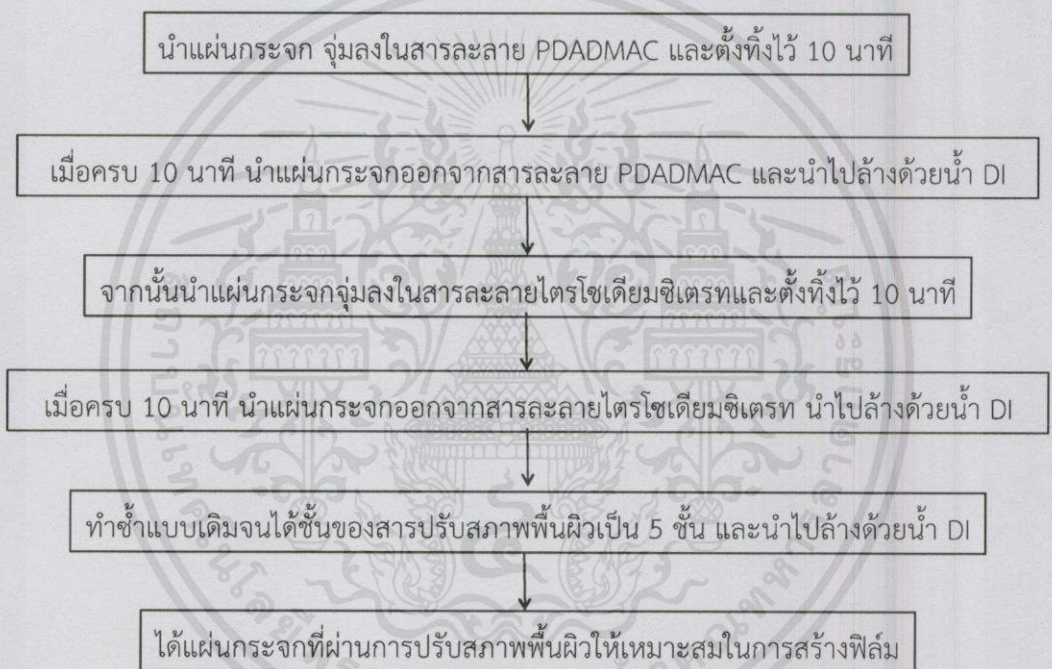 นำแผ่นกระจก จุ่มลงในสารละลาย PDADMAC และตั้งทิ้งไว้ 10 นาที
เมื่อครบ 10 นาที นำแผ่นกระจกออกจากสารละลาย PDADMAC และนำไปล้างด้วยน้ำ DI
จากนั้นนำแผ่นกระจกจุ่มลงในสารละลายไตรโซเดียมซิเตรทและตั้งทิ้งไว้ 10 นาที
เมื่อครบ 10 นาที นำแผ่นกระจกออกจากสารละลายไตรโซเดียมซิเตรท นำไปล้างด้วยน้ำ DI
ทำซ้ำแบบเดิมจนได้ชั้นของสารปรับสภาพพื้นผิวเป็น 5 ชั้น และนำไปล้างด้วยน้ำ DI
ได้แผ่นกระจกที่ผ่านการปรับสภาพพื้นผิวให้เหมาะสมในการสร้างฟิล์ม